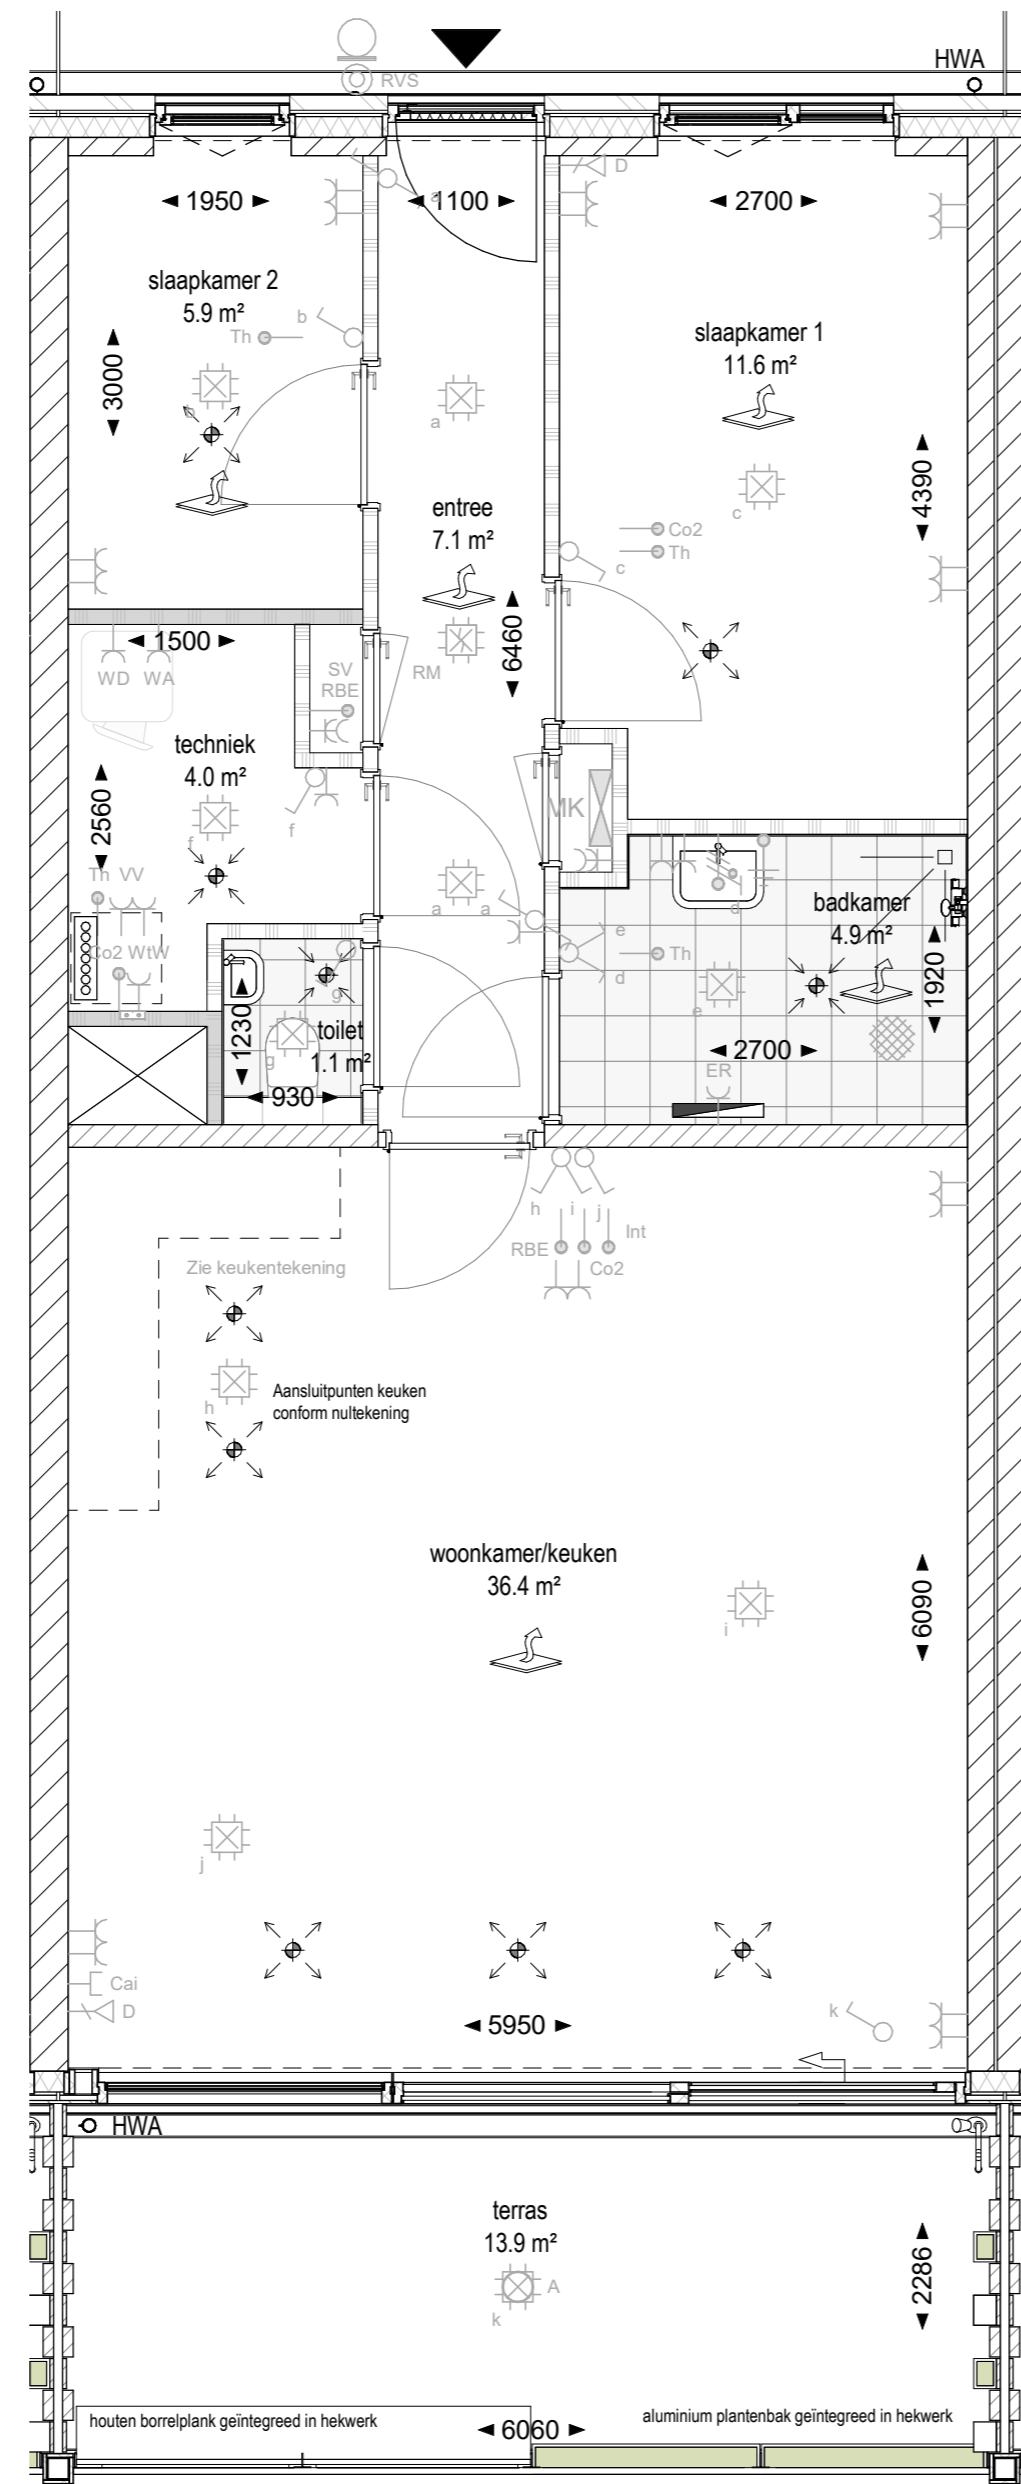 HWA
RVS
a
D
1950
1100
2700
slaapkamer 2
5.9 m²
b
Th
slaapkamer 1
11.6 m²
3000
b
a
c
4390
entree
7.1 m²
Co2
Th
c
6460
1500
WD
WA
SV
RBE
RM
techniek
4.0 m²
2560
f
f
MK
Th
VV
a
a
d
badkamer
4.9 m²
e
d
Th
Co2
WtW
g
e
1920
1230
toilet
1.1 m²
g
930
2700
ER
h
i
j
Int
RBE
Co2
Zie keukentekening
h
Aansluitpunten keuken
conform nultekening
woonkamer/keuken
36.4 m²
6090
i
j
Cai
D
5950
k
HWA
terras
13.9 m²
A
k
2286
houten borrelplank geïntegreed in hekwerk
6060
aluminium plantenbak geïntegreed in hekwerk